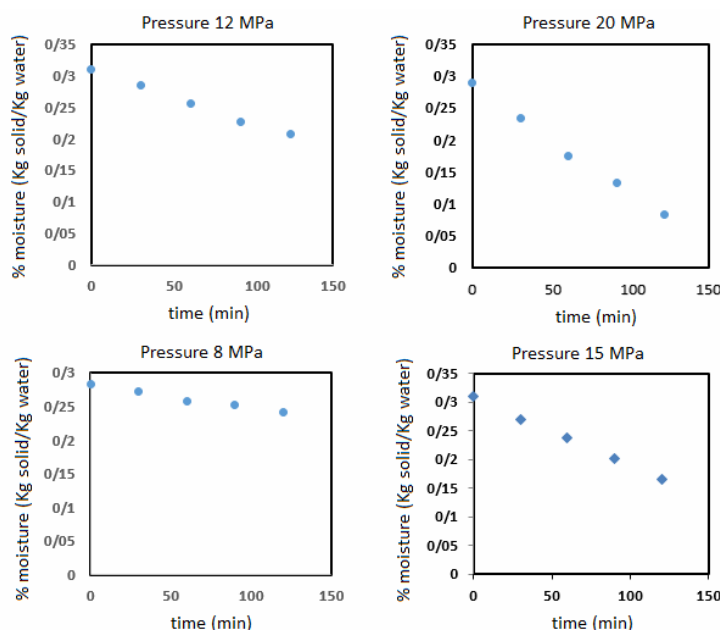 Pressure 12 MPa
0/35
0/3
0/25
0/2
0/15
0/1
0/05
0
0 50 100 150
% moisture (Kg solid/Kg water)
time (min)
Pressure 20 MPa
0/35
0/3
0/25
0/2
0/15
0/1
0/05
0
0 50 100 150
% moisture (Kg solid/Kg water)
time (min)
Pressure 8 MPa
0/3
0/25
0/2
0/15
0/1
0/05
0
0 50 100 150
% moisture (Kg solid/Kg water)
time (min)
Pressure 15 MPa
0/35
0/3
0/25
0/2
0/15
0/1
0/05
0
0 50 100 150
% moisture (Kg solid/Kg water)
time (min)